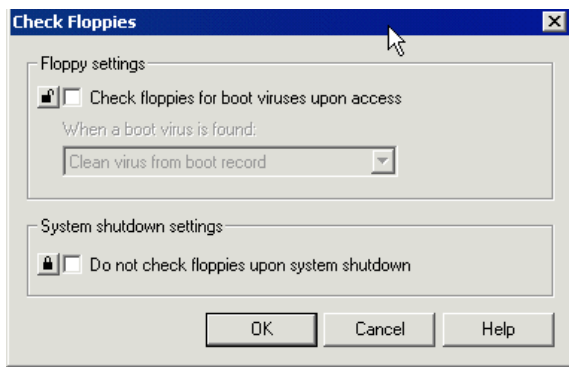 Check Floppies
Floppy settings
Check floppies for boot viruses upon access
When a boot virus is found:
Clean virus from boot record
System shutdown settings
Do not check floppies upon system shutdown
OK Cancel Help